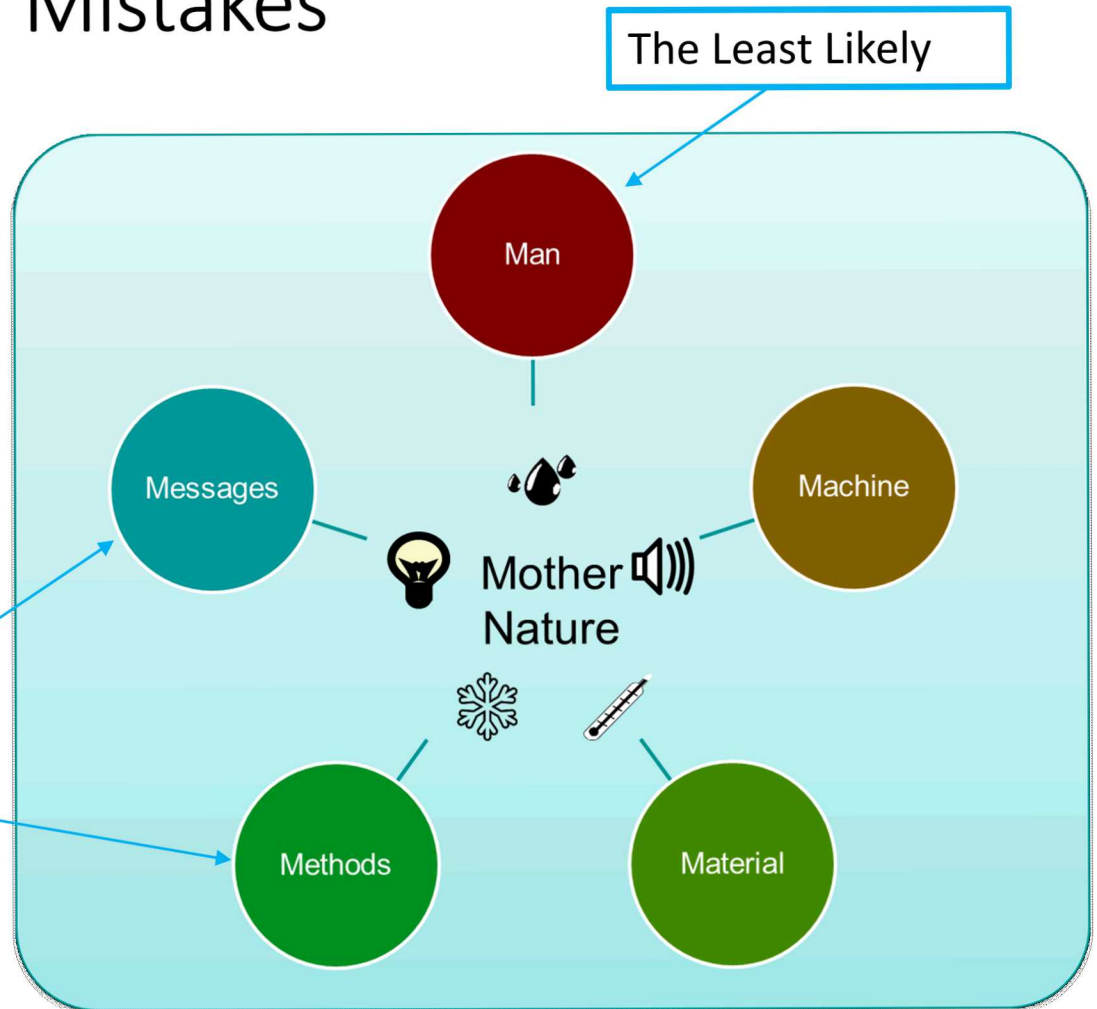 Mistakes
The Least Likely
Man
Messages
Machine
Mother
Nature
Methods
Material